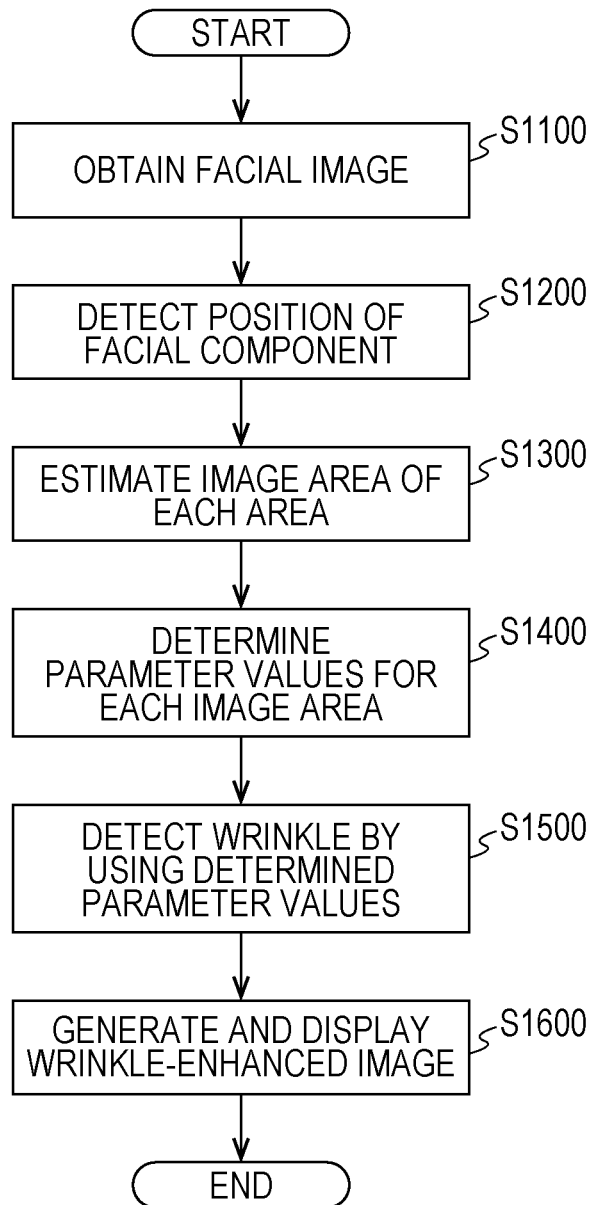 START
S1100
OBTAIN FACIAL IMAGE
S1200
DETECT POSITION OF
FACIAL COMPONENT
S1300
ESTIMATE IMAGE AREA OF
EACH AREA
S1400
DETERMINE
PARAMETER VALUES FOR
EACH IMAGE AREA
S1500
DETECT WRINKLE BY
USING DETERMINED
PARAMETER VALUES
S1600
GENERATE AND DISPLAY
WRINKLE-ENHANCED IMAGE
END